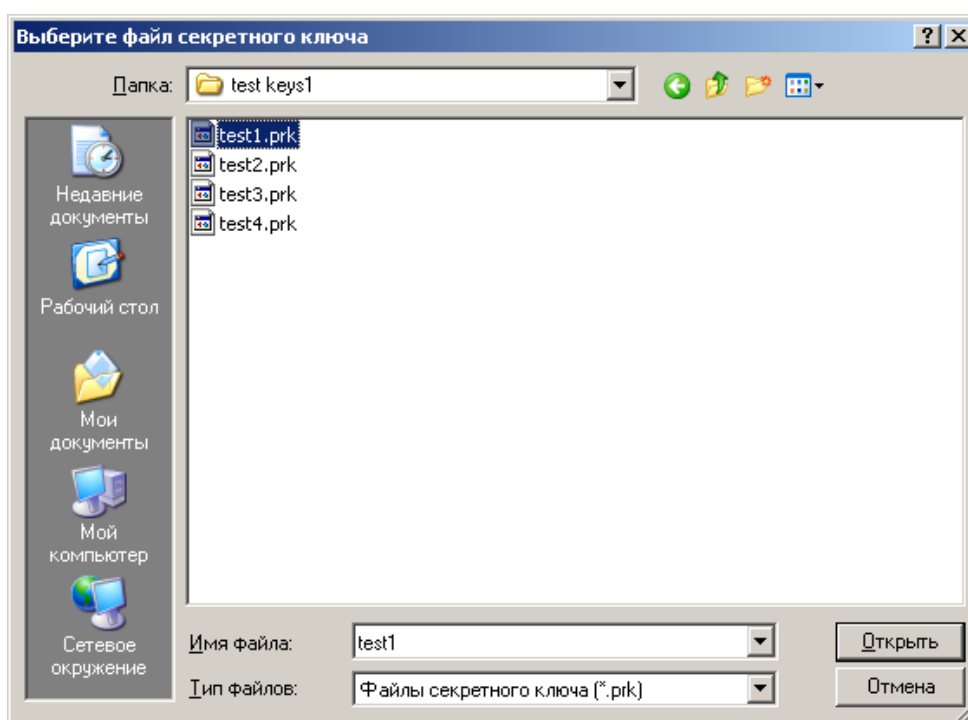 Выберите файл секретного ключа
Папка: test keys1
test1.prk
test2.prk
test3.prk
test4.prk
Недавние
документы
Рабочий стол
Мои
документы
Мой
компьютер
Сетевое
окружение
Имя файла: test1 Открыть
Тип файлов: Файлы секретного ключа (*.prk) Отмена